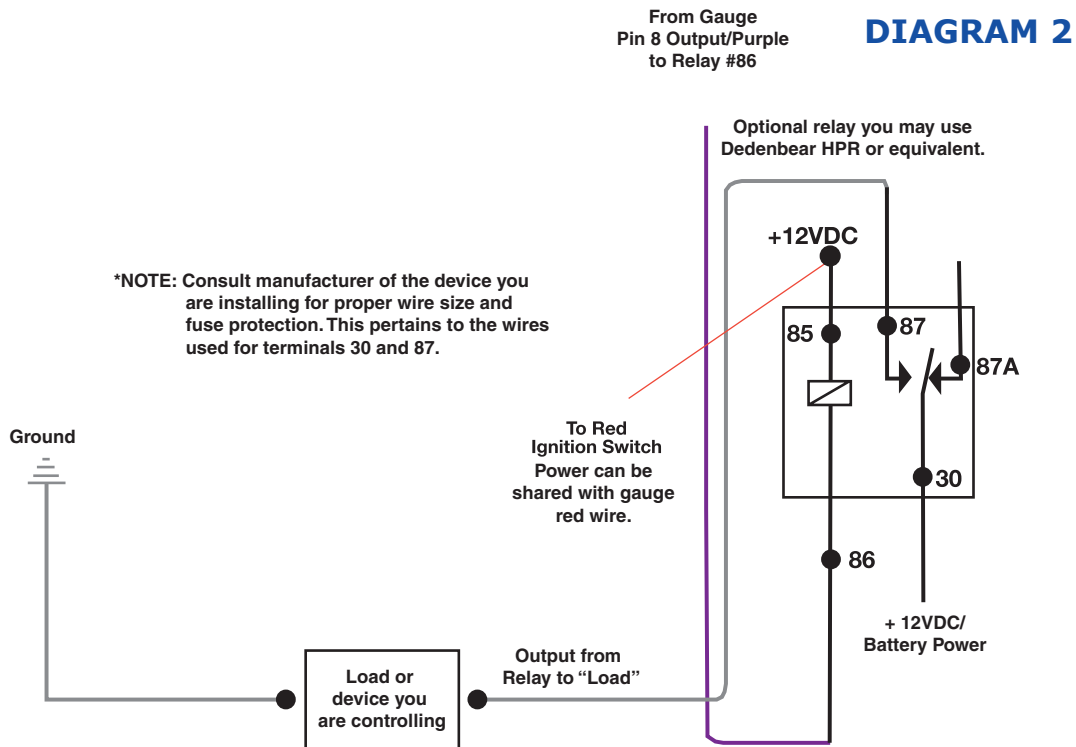 From Gauge
Pin 8 Output/Purple
to Relay #86
DIAGRAM 2
Optional relay you may use
Dedenbear HPR or equivalent.
+12VDC
*NOTE: Consult manufacturer of the device you
are installing for proper wire size and
fuse protection. This pertains to the wires
used for terminals 30 and 87.
85
87
87A
To Red
Ignition Switch
Power can be
shared with gauge
red wire.
Ground
30
86
+ 12VDC/
Battery Power
Output from
Relay to “Load”
Load or
device you
are controlling